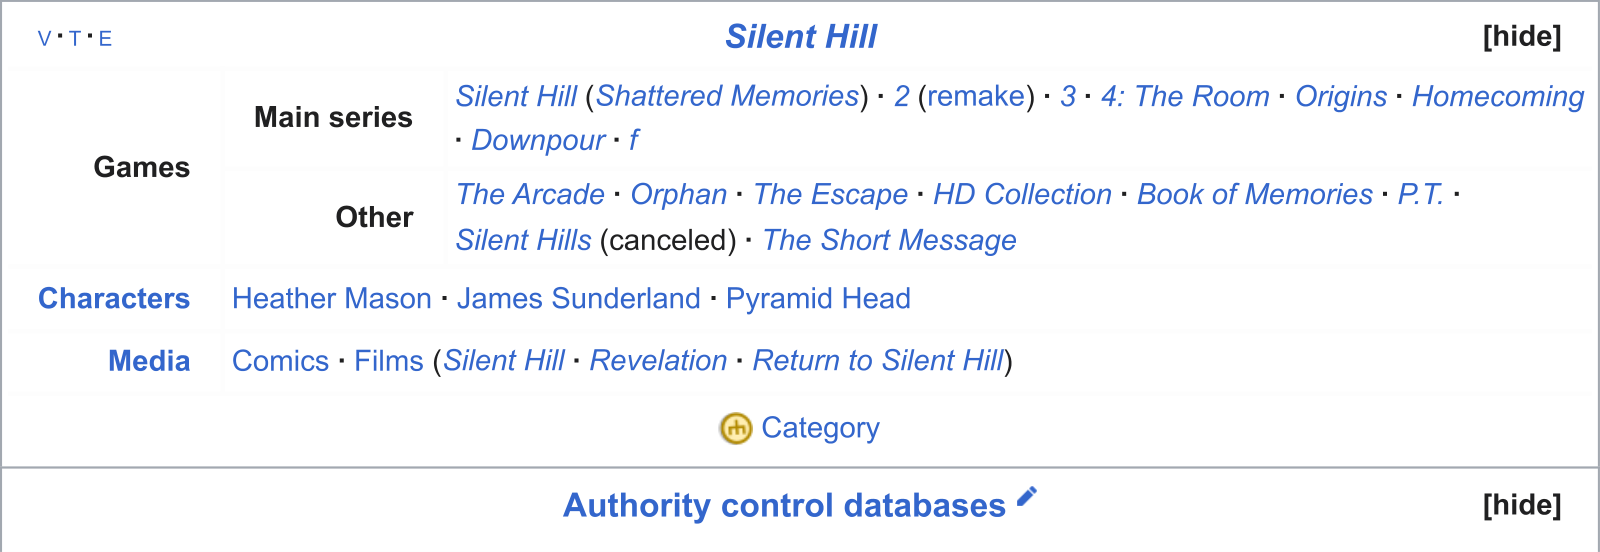 V · T · E Silent Hill [hide]
Games
Main series
Silent Hill (Shattered Memories) · 2 (remake) · 3 · 4: The Room · Origins · Homecoming
· Downpour · f
Other
The Arcade · Orphan · The Escape · HD Collection · Book of Memories · P.T. ·
Silent Hills (canceled) · The Short Message
Characters Heather Mason · James Sunderland · Pyramid Head
Media Comics · Films (Silent Hill · Revelation · Return to Silent Hill)
Category
Authority control databases [hide]